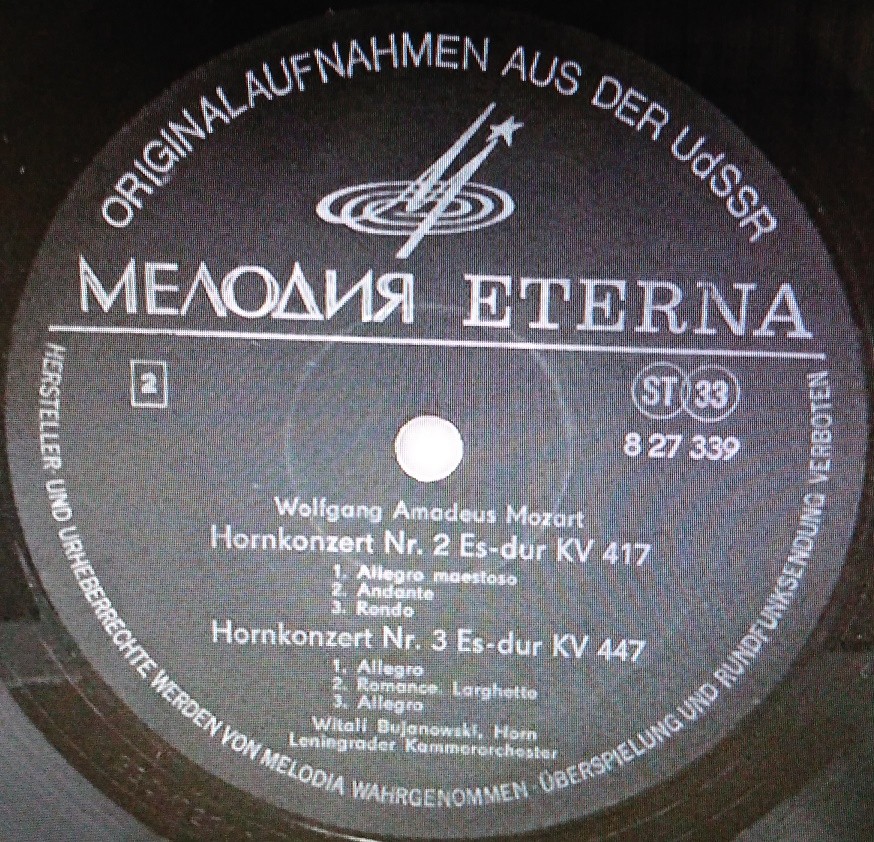 ORIGINALAUFNAHMEN AUS DER UdSSR
МЕЛОДИЯ ETERNA
2
ST 33
8 27 339
Wolfgang Amadeus Mozart
Hornkonzert Nr. 2 Es-dur KV 417
1. Allegro maestoso
2. Andante
3. Rondo
Hornkonzert Nr. 3 Es-dur KV 447
1. Allegro
2. Romance. Larghetto
3. Allegro
Witali Bujanowski, Horn
Leningrader Kammerorchester
HERSTELLER- UND URHEBERRECHTE WERDEN VON MELODIA WAHRGENOMMEN · ÜBERSPIELUNG UND RUNDFUNKSENDUNG VERBOTEN